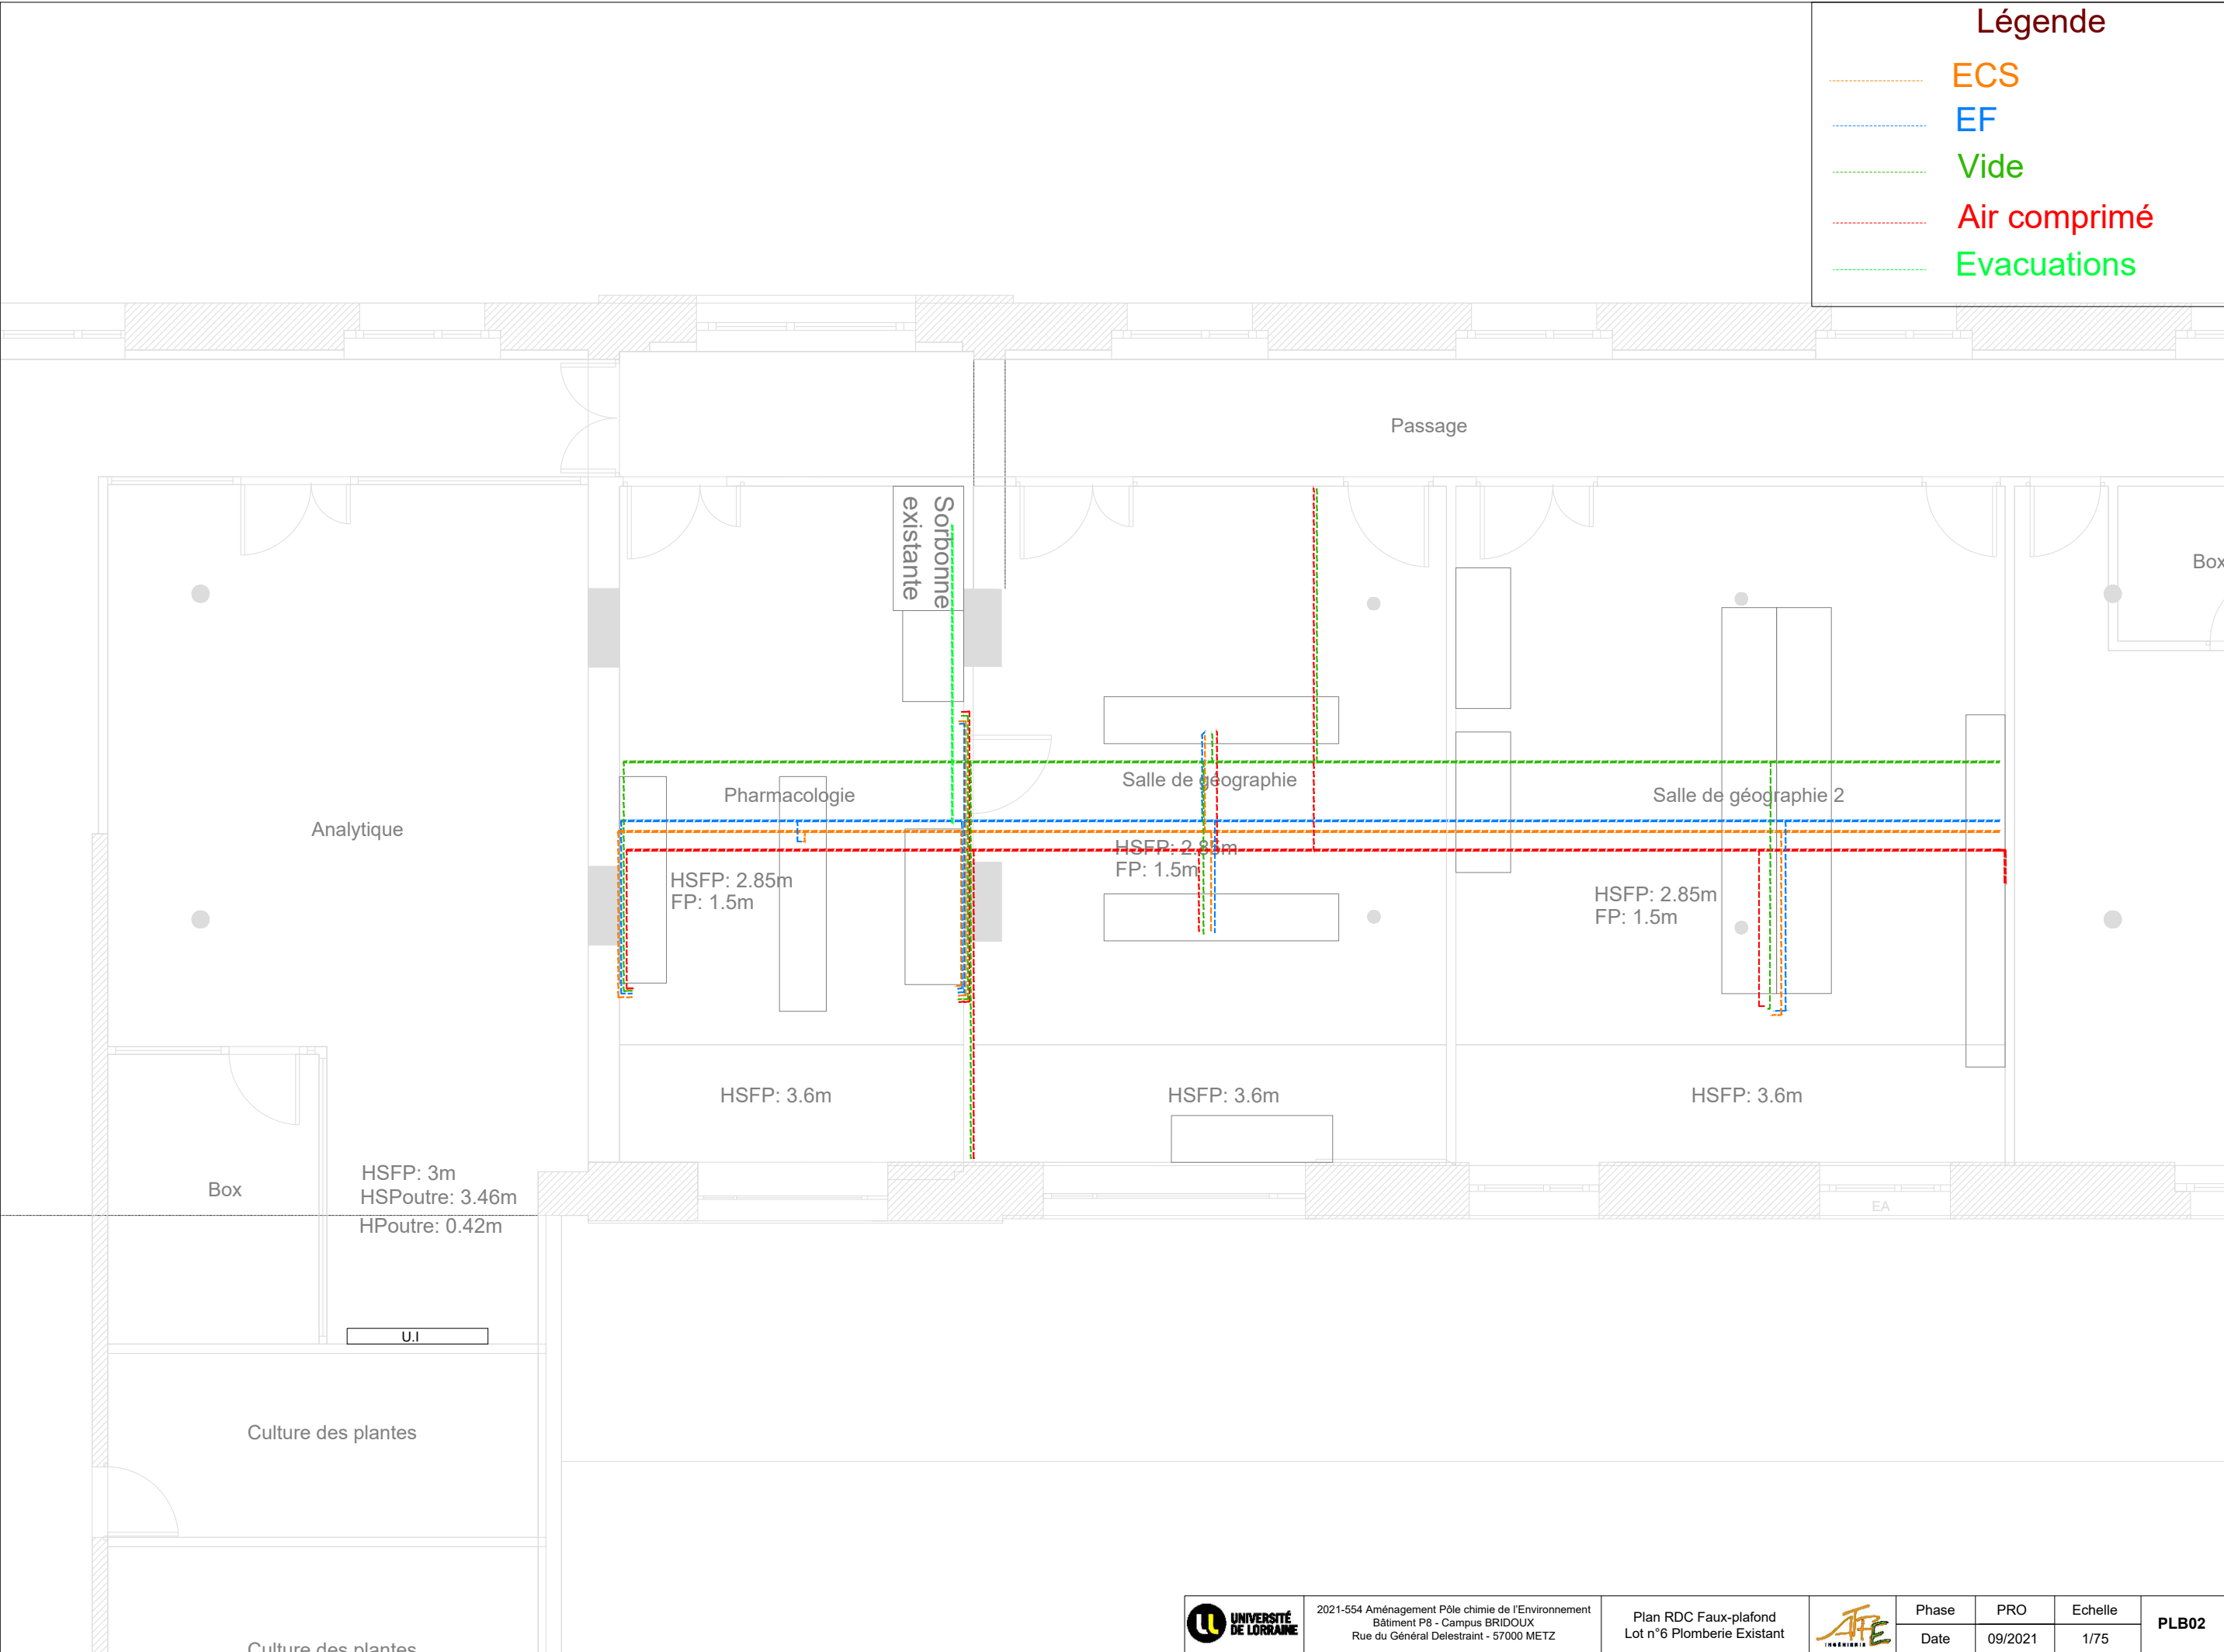 Légende
ECS
EF
Vide
Air comprimé
Evacuations
Passage
Sorbonne
existante
Box
Salle de géographie
Pharmacologie
Salle de géographie 2
Analytique
HSFP: 2.85m
FP: 1.5m
HSFP: 2.85m
FP: 1.5m
HSFP: 2.85m
FP: 1.5m
HSFP: 3.6m
HSFP: 3.6m
HSFP: 3.6m
HSFP: 3m
HSPoutre: 3.46m
HPoutre: 0.42m
Box
EA
U.I
Culture des plantes
Culture des plantes
UNIVERSITÉ
DE LORRAINE
2021-554 Aménagement Pôle chimie de l'Environnement
Bâtiment P8 - Campus BRIDOUX
Rue du Général Delestraint - 57000 METZ
Plan RDC Faux-plafond
Lot n°6 Plomberie Existant
INGÉNIERIE
Phase
PRO
Echelle
Date
09/2021
1/75
PLB02